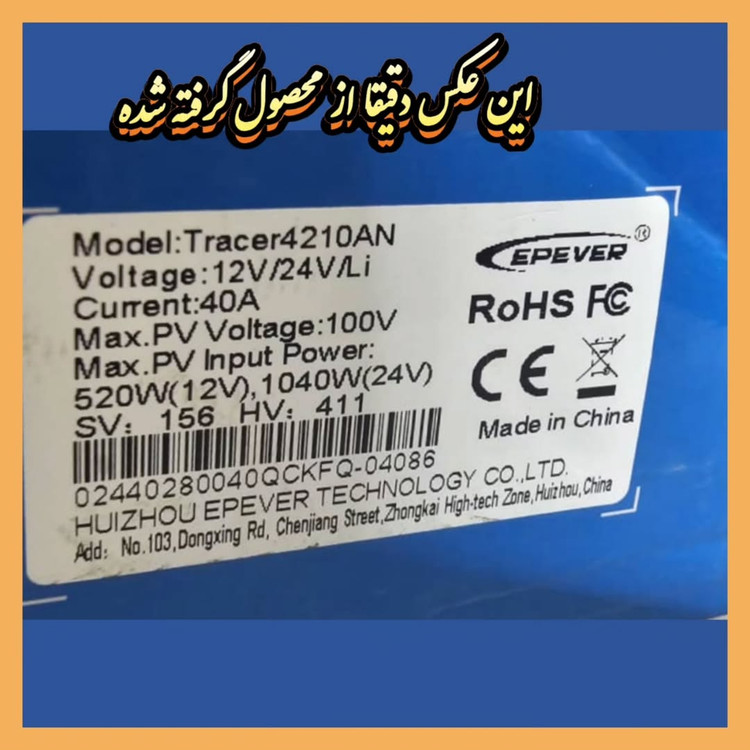 این عکس دقیقا از محصول گرفته شده
Model:Tracer4210AN
Voltage:12V/24V/Li
Current:40A
Max.PV Voltage:100V
Max.PV Input Power:
520W(12V),1040W(24V)
SV: 156 HV: 411
02440280040QCKFQ-04086
HUIZHOU EPEVER TECHNOLOGY CO.,LTD.
Add: No.103,Dongxing Rd, Chenjiang Street,Zhongkai High-tech Zone,Huizhou,China
EPEVER®
RoHS FC
CE
Made in China